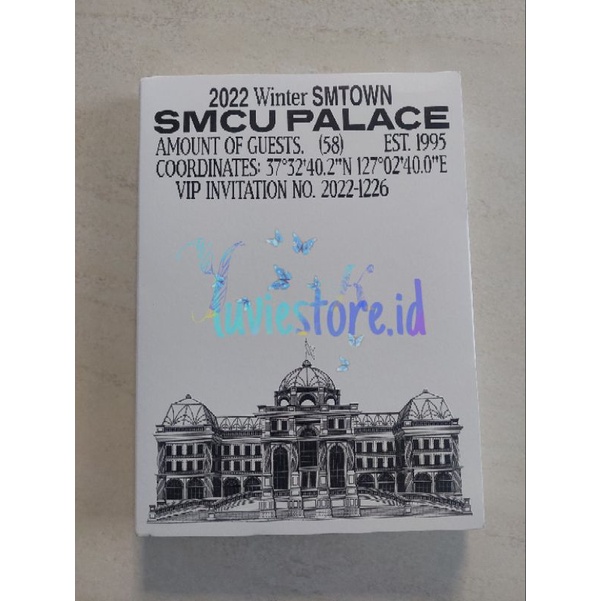 2022 Winter SMTOWN
SMCU PALACE
AMOUNT OF GUESTS. (58) EST. 1995
COORDINATES: 37°32'40.2"N 127°02'40.0"E
VIP INVITATION NO. 2022-1226
Yuviestore.id